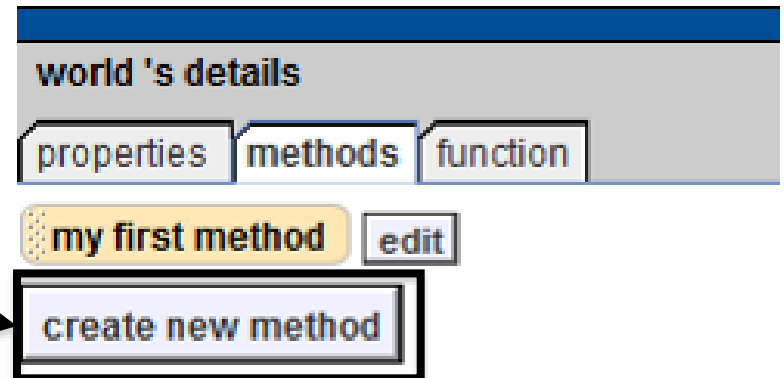 world 's details
properties methods function
my first method edit
create new method